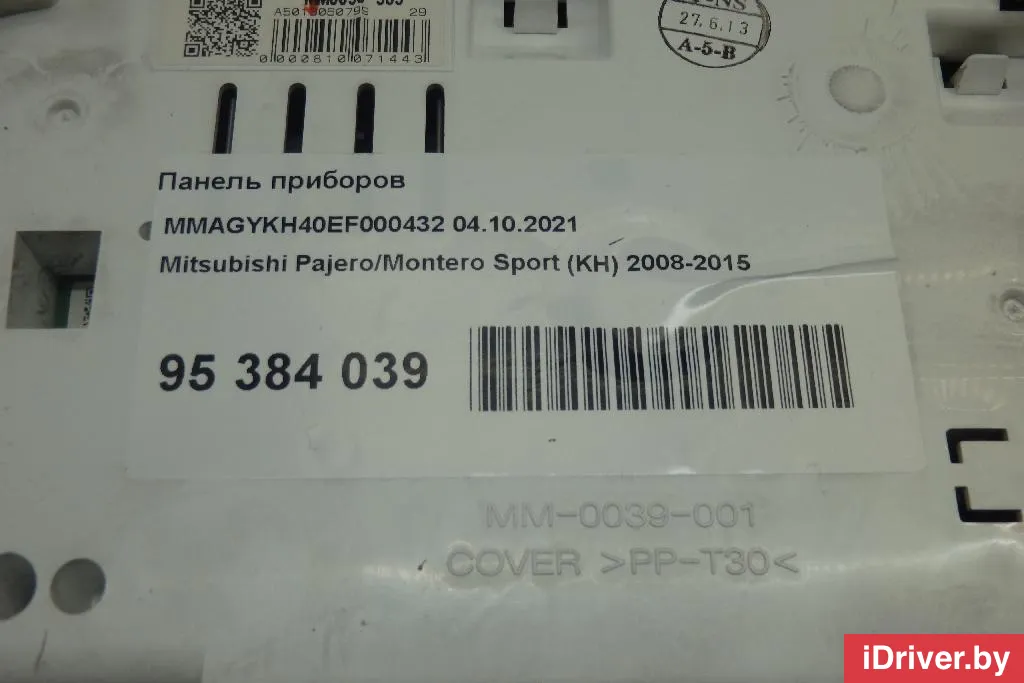 29
0000810071443
27.6.13
A-5-B
Панель приборов
MMAGYKH40EF000432 04.10.2021
Mitsubishi Pajero/Montero Sport (KH) 2008-2015
95 384 039
MM-0039-001
COVER >PP-T30<
iDriver.by